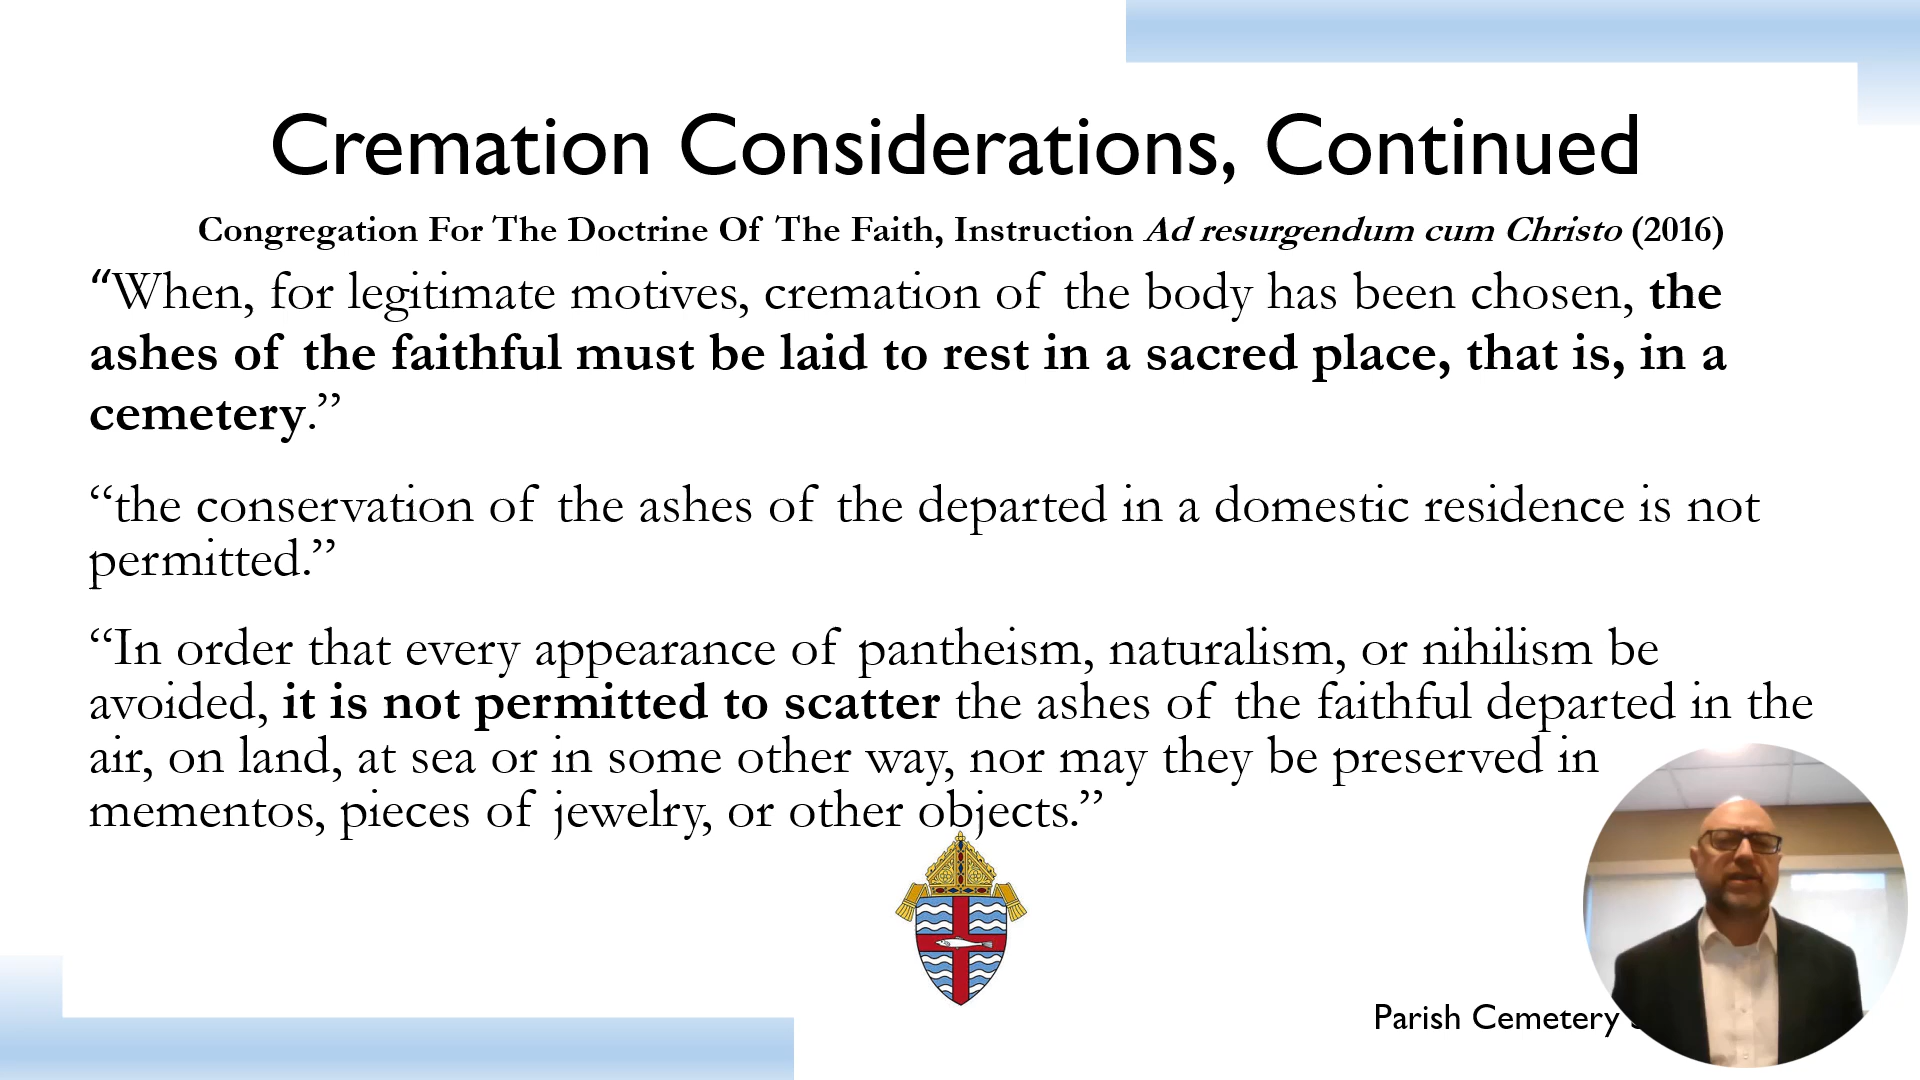 Cremation Considerations, Continued
Congregation For The Doctrine Of The Faith, Instruction Ad resurgendum cum Christo (2016)
“When, for legitimate motives, cremation of the body has been chosen, the
ashes of the faithful must be laid to rest in a sacred place, that is, in a
cemetery.”
“the conservation of the ashes of the departed in a domestic residence is not
permitted.”
“In order that every appearance of pantheism, naturalism, or nihilism be
avoided, it is not permitted to scatter the ashes of the faithful departed in the
air, on land, at sea or in some other way, nor may they be preserved in
mementos, pieces of jewelry, or other objects.”
Parish Cemetery